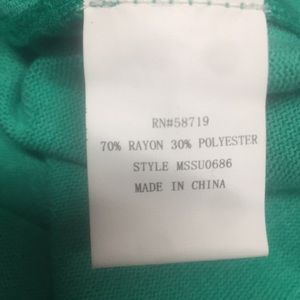 RN#58719
70% RAYON 30% POLYESTER
STYLE MSSU0686
MADE IN CHINA